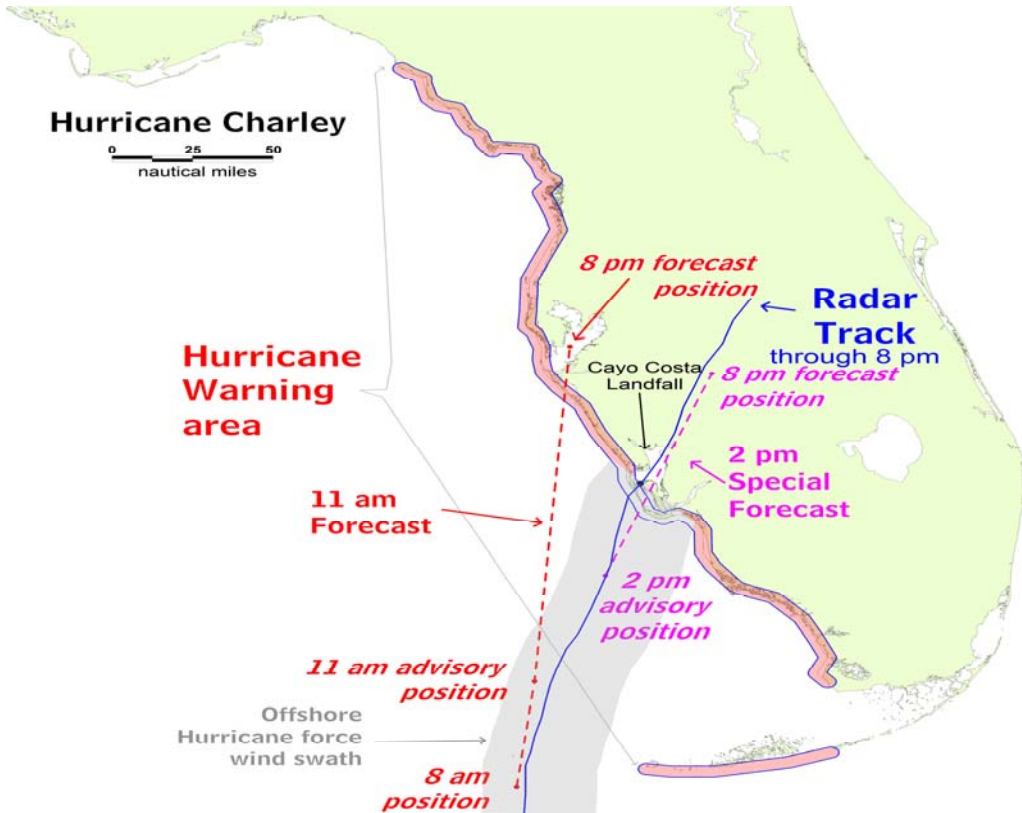 Hurricane Charley
0 25 50
nautical miles
8 pm forecast
position
Radar
Track
through 8 pm
Hurricane
Warning
area
Cayo Costa
Landfall
8 pm forecast
position
2 pm
Special
Forecast
11 am
Forecast
2 pm
advisory
position
11 am advisory
position
Offshore
Hurricane force
wind swath
8 am
position